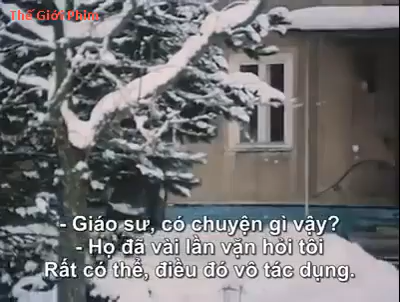 Thế Giới Phim
- Giáo sư, có chuyện gì vậy?
- Họ đã vài lần vặn hỏi tôi
Rất có thể, điều đó vô tác dụng.